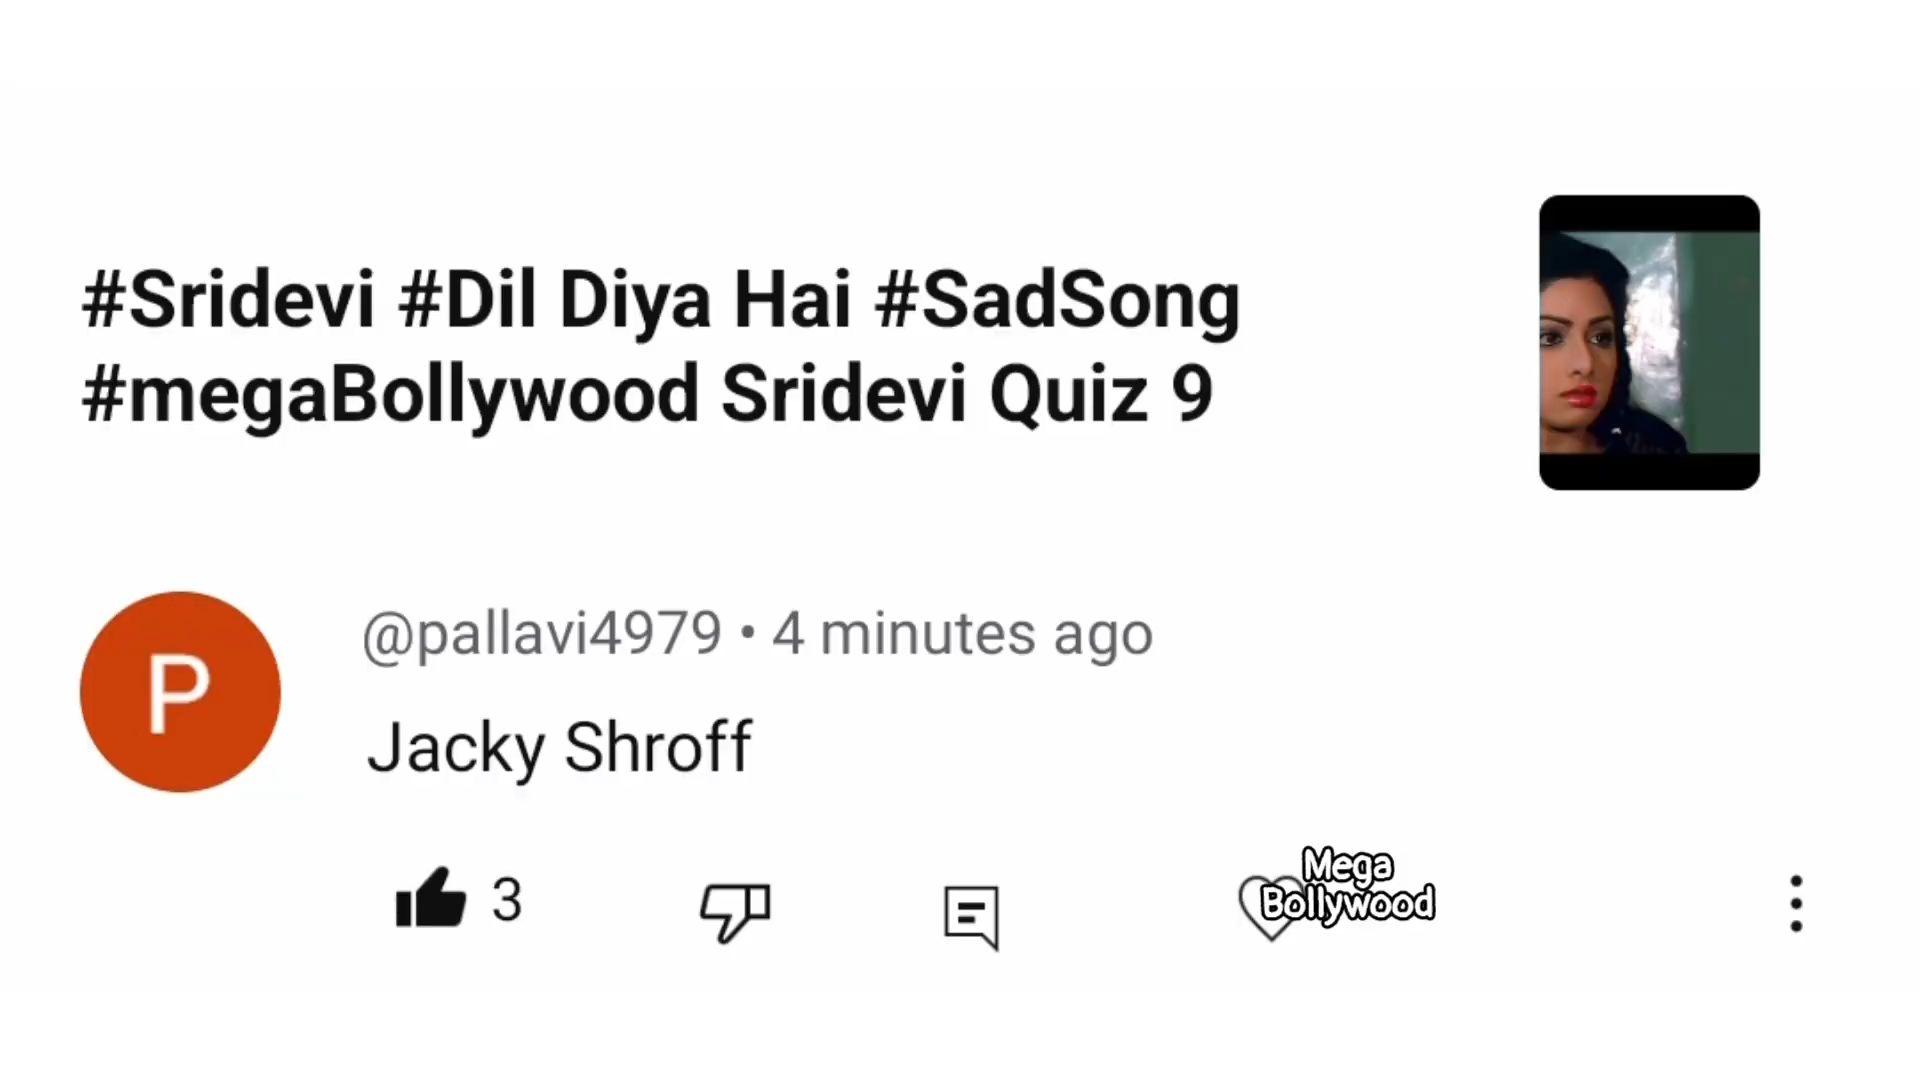 #Sridevi #Dil Diya Hai #SadSong
#megaBollywood Sridevi Quiz 9
P
@pallavi4979 • 4 minutes ago
Jacky Shroff
3
Mega
Bollywood